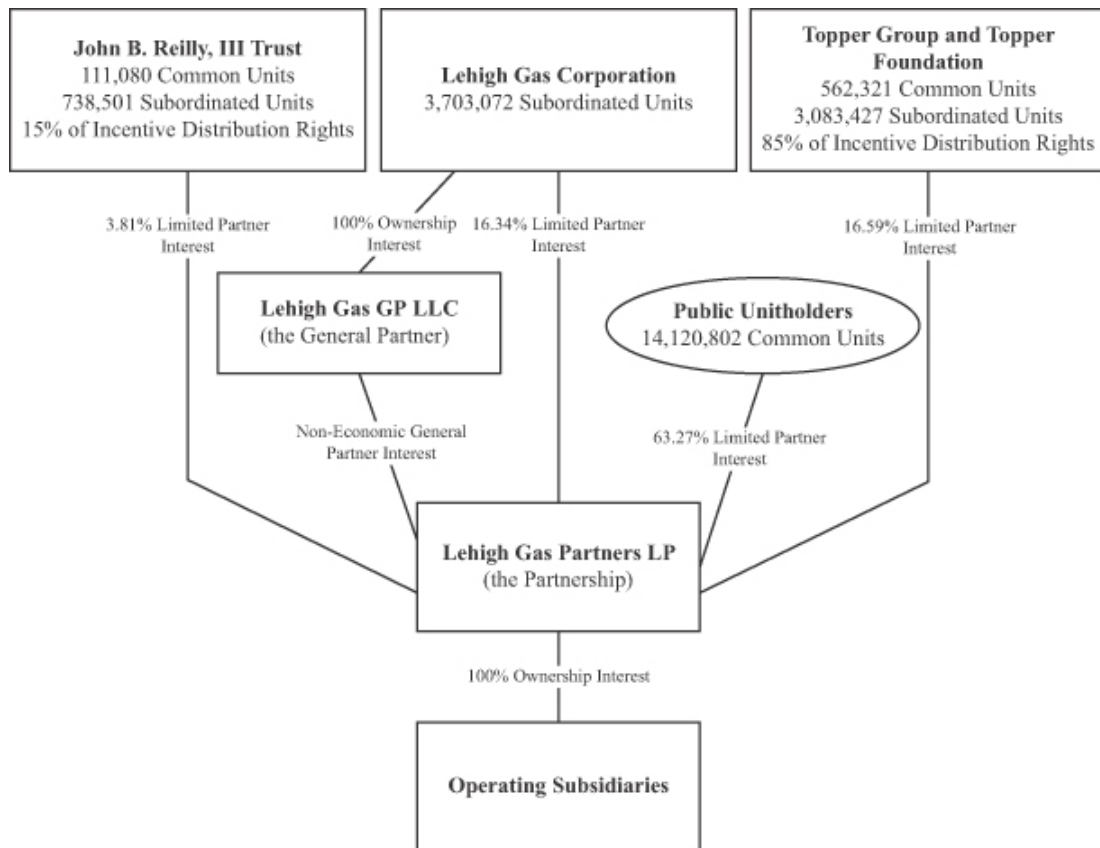 John B. Reilly, III Trust
111,080 Common Units
738,501 Subordinated Units
15% of Incentive Distribution Rights
Lehigh Gas Corporation
3,703,072 Subordinated Units
Topper Group and Topper
Foundation
562,321 Common Units
3,083,427 Subordinated Units
85% of Incentive Distribution Rights
3.81% Limited Partner
Interest
100% Ownership
Interest
16.34% Limited Partner
Interest
16.59% Limited Partner
Interest
Lehigh Gas GP LLC
(the General Partner)
Public Unitholders
14,120,802 Common Units
Non-Economic General
Partner Interest
63.27% Limited Partner
Interest
Lehigh Gas Partners LP
(the Partnership)
100% Ownership Interest
Operating Subsidiaries